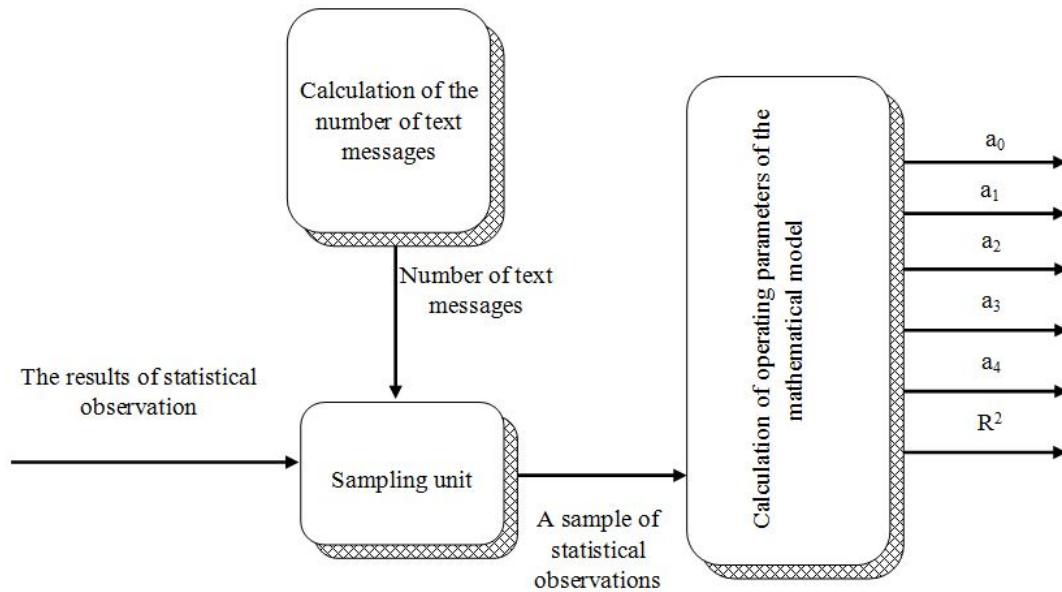 Calculation of the
number of text
messages
Number of text
messages
The results of statistical
observation
Sampling unit
A sample of
statistical
observations
Calculation of operating parameters of the
mathematical model
a₀
a₁
a₂
a₃
a₄
R²